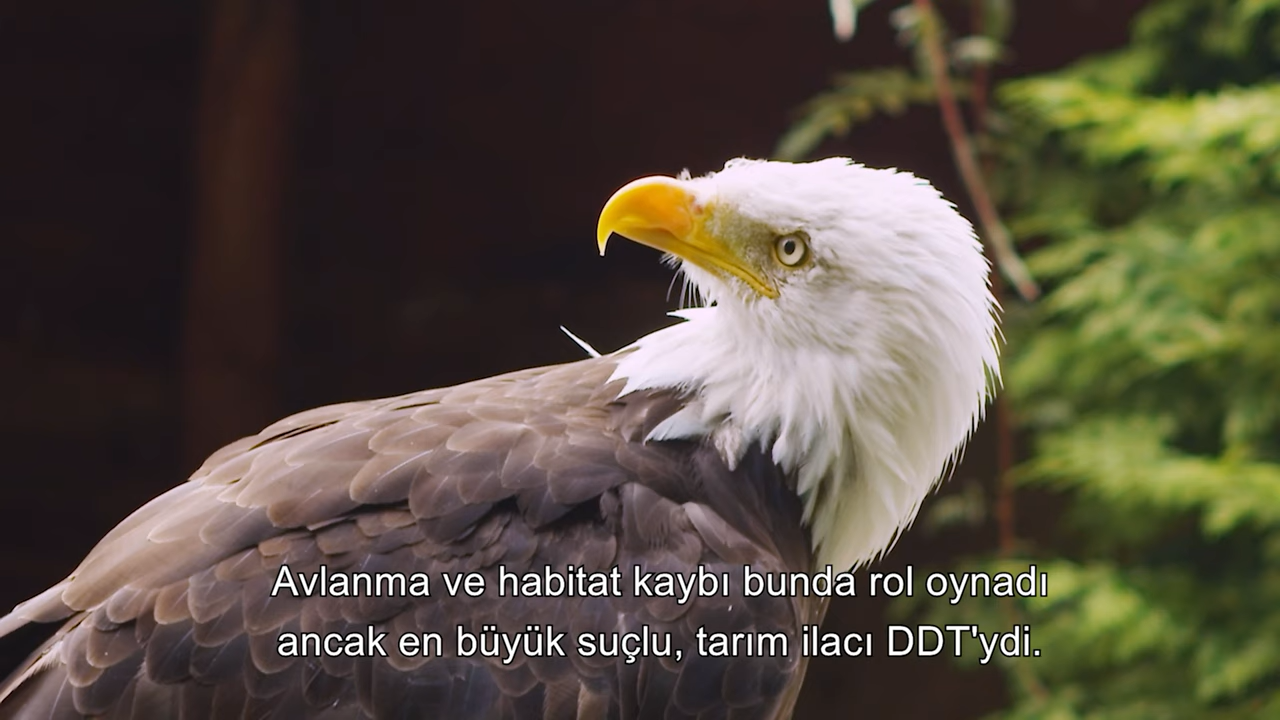 Avlanma ve habitat kaybı bunda rol oynadı
ancak en büyük suçlu, tarım ilacı DDT'ydi.